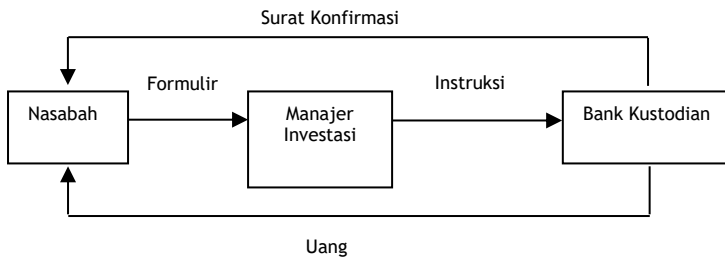 Surat Konfirmasi
Formulir
Instruksi
Nasabah
Manajer
Investasi
Bank Kustodian
Uang